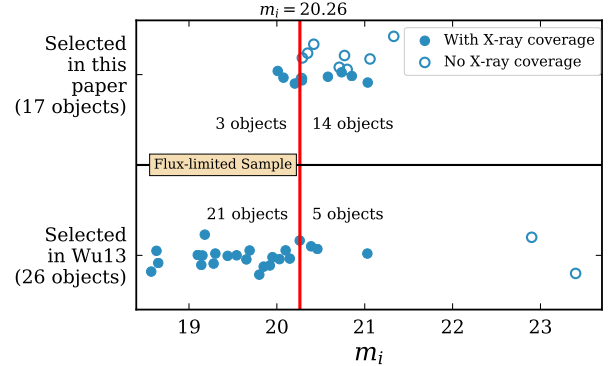 m_i = 20.26
Selected
in this
paper
(17 objects)
With X-ray coverage
No X-ray coverage
3 objects
14 objects
Flux-limited Sample
21 objects
5 objects
Selected
in Wu13
(26 objects)
19
20
21
22
23
m_i